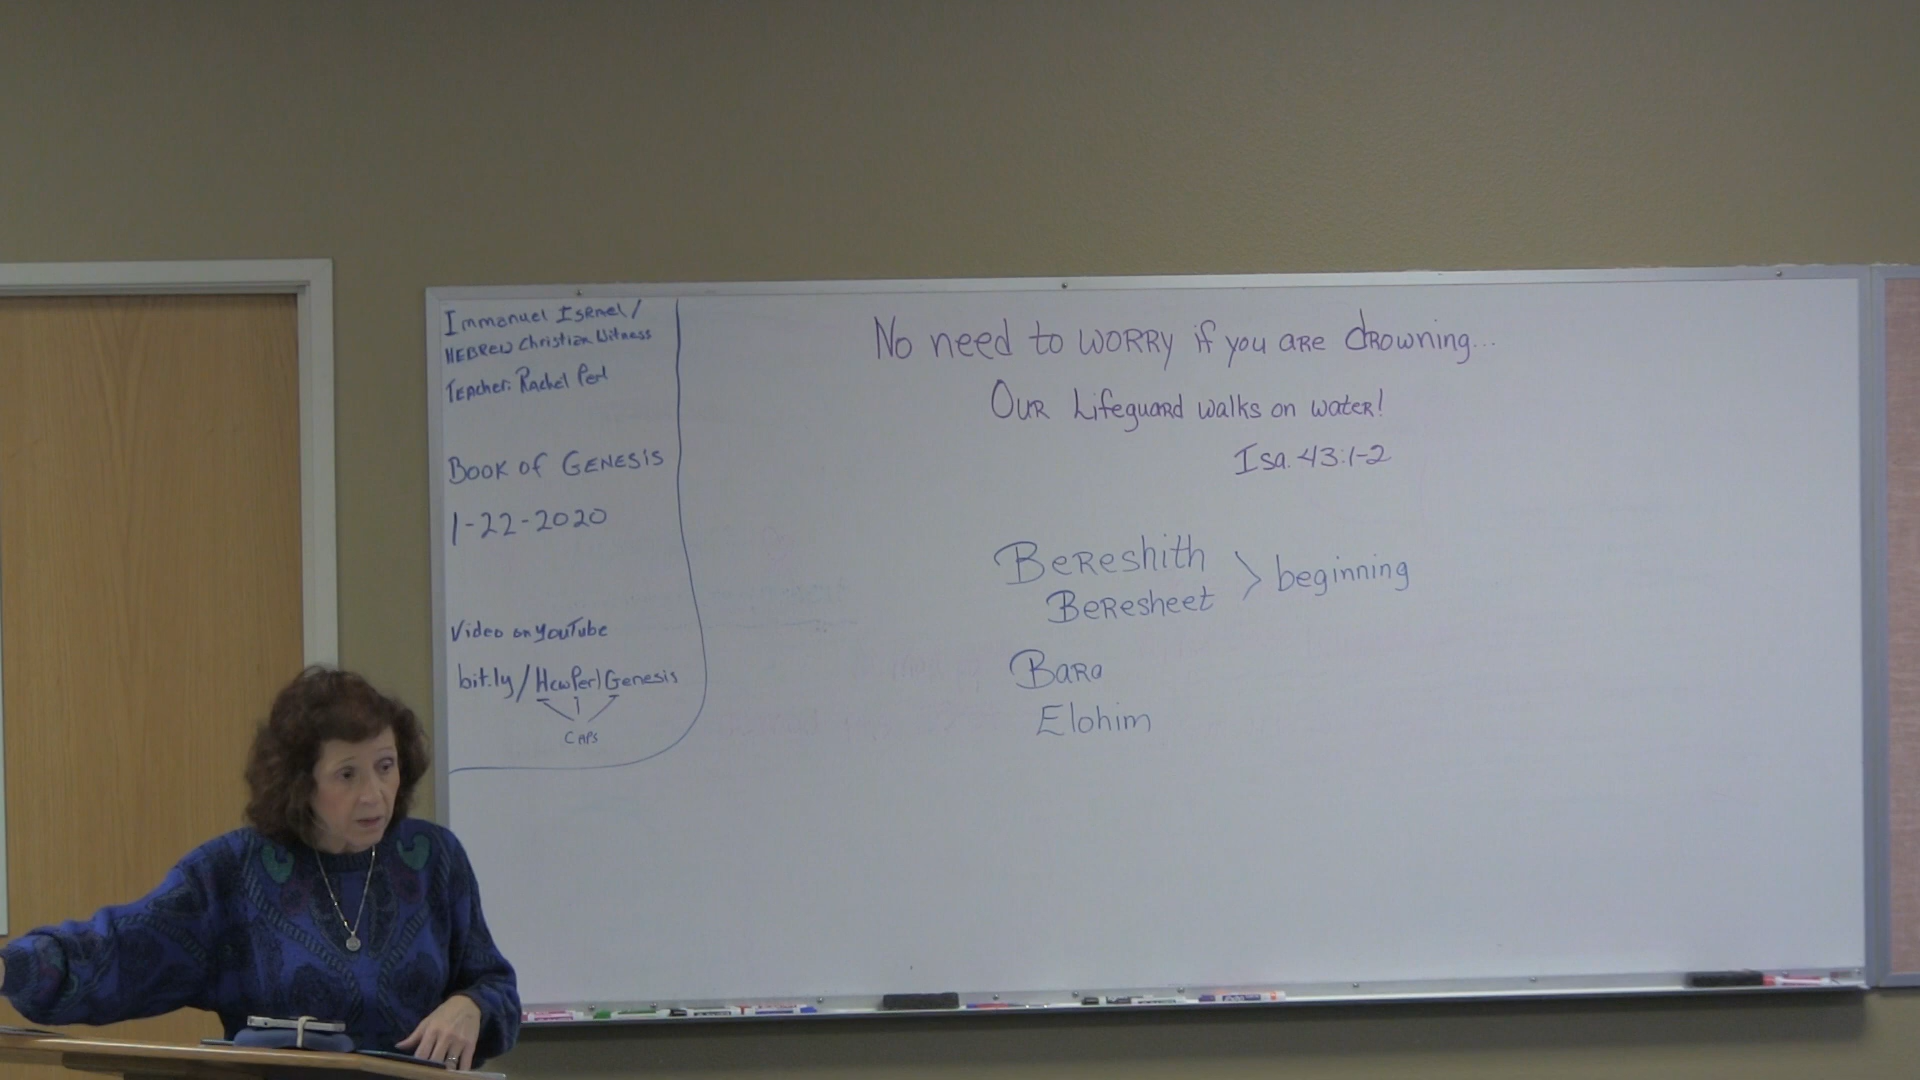 Immanuel Israel/
HEBREW Christian Witness
TEACHER: Rachel Perl
BOOK of GENESIS
1-22-2020
Video on YouTube
bit.ly/HcwPerlGenesis
CAPS
No need to WORRY if you are drowning...
OUR Lifeguard walks on water!
Isa. 43:1-2
BeReshith
BeResheet > beginning
Bara
Elohim